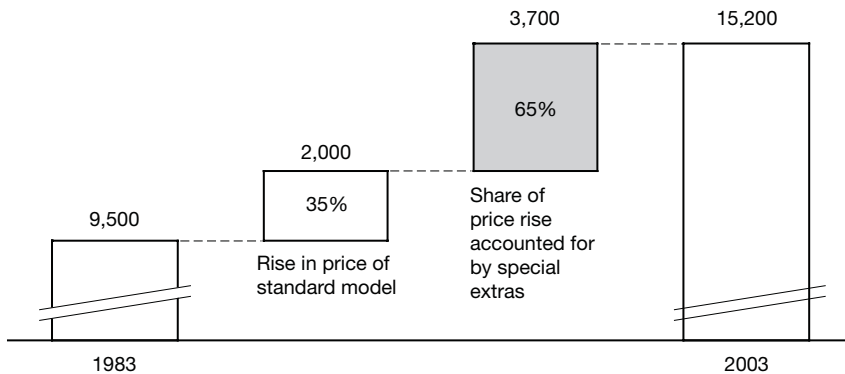 3,700
15,200
65%
2,000
35%
9,500
Share of
price rise
accounted for
by special
extras
Rise in price of
standard model
1983
2003